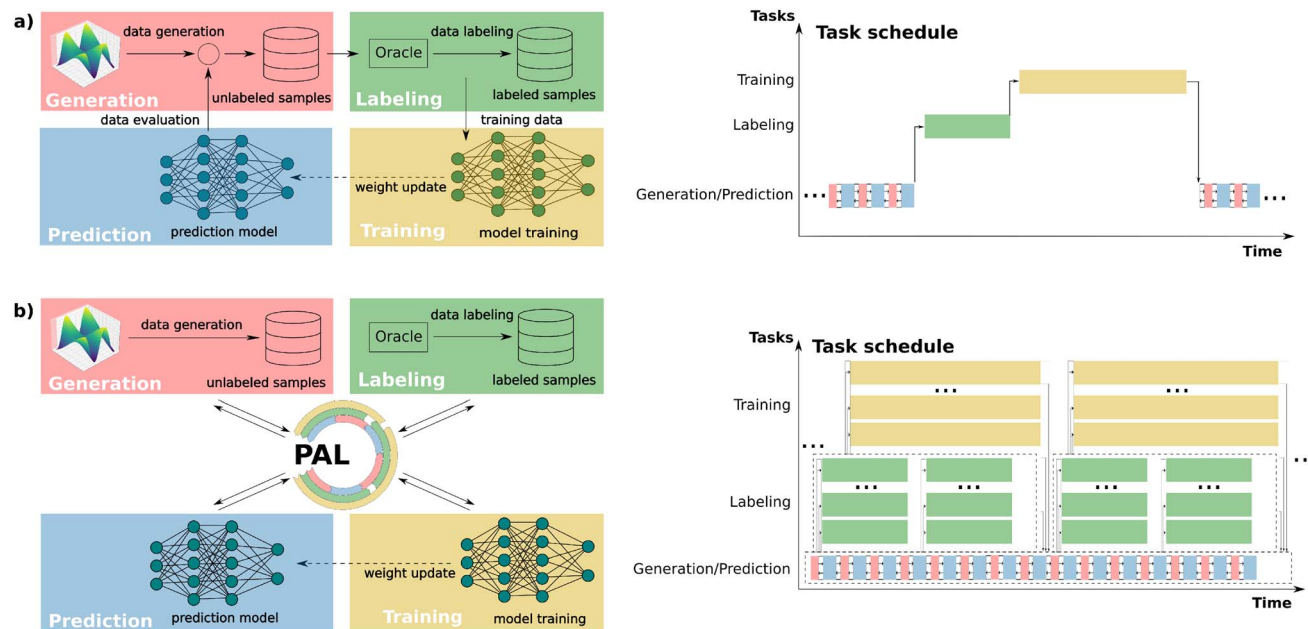 a)
data generation
Generation
unlabeled samples
Oracle
data labeling
Labeling
labeled samples
data evaluation
training data
weight update
Prediction
prediction model
Training
model training
Tasks
Task schedule
Training
Labeling
Generation/Prediction
...
...
Time
b)
data generation
Generation
unlabeled samples
Oracle
data labeling
Labeling
labeled samples
PAL
weight update
Prediction
prediction model
Training
model training
Tasks
Task schedule
...
Training
...
...
...
...
...
Labeling
...
...
Generation/Prediction
Time